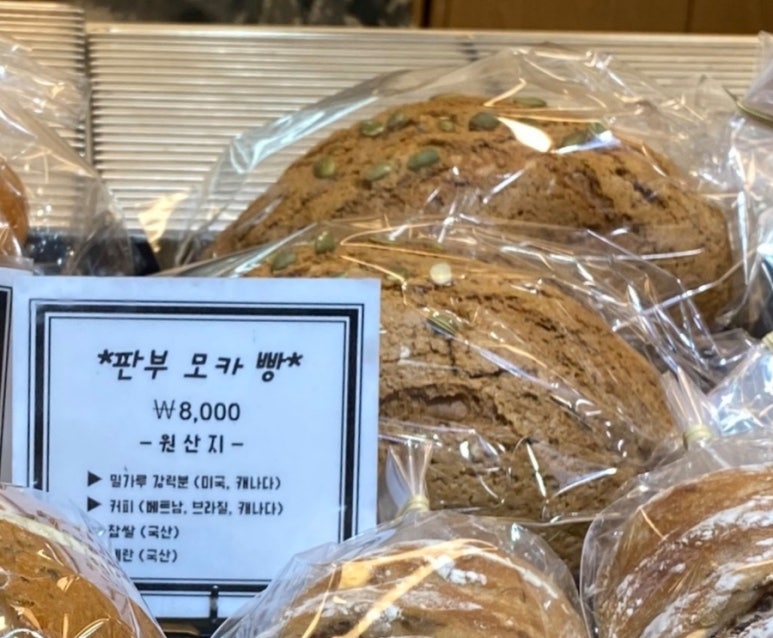 *판부 모카 빵*
₩8,000
-원산지-
▶ 밀가루 강력분 (미국, 캐나다)
▶ 커피 (베트남, 브라질, 캐나다)
찹쌀 (국산)
(국산)